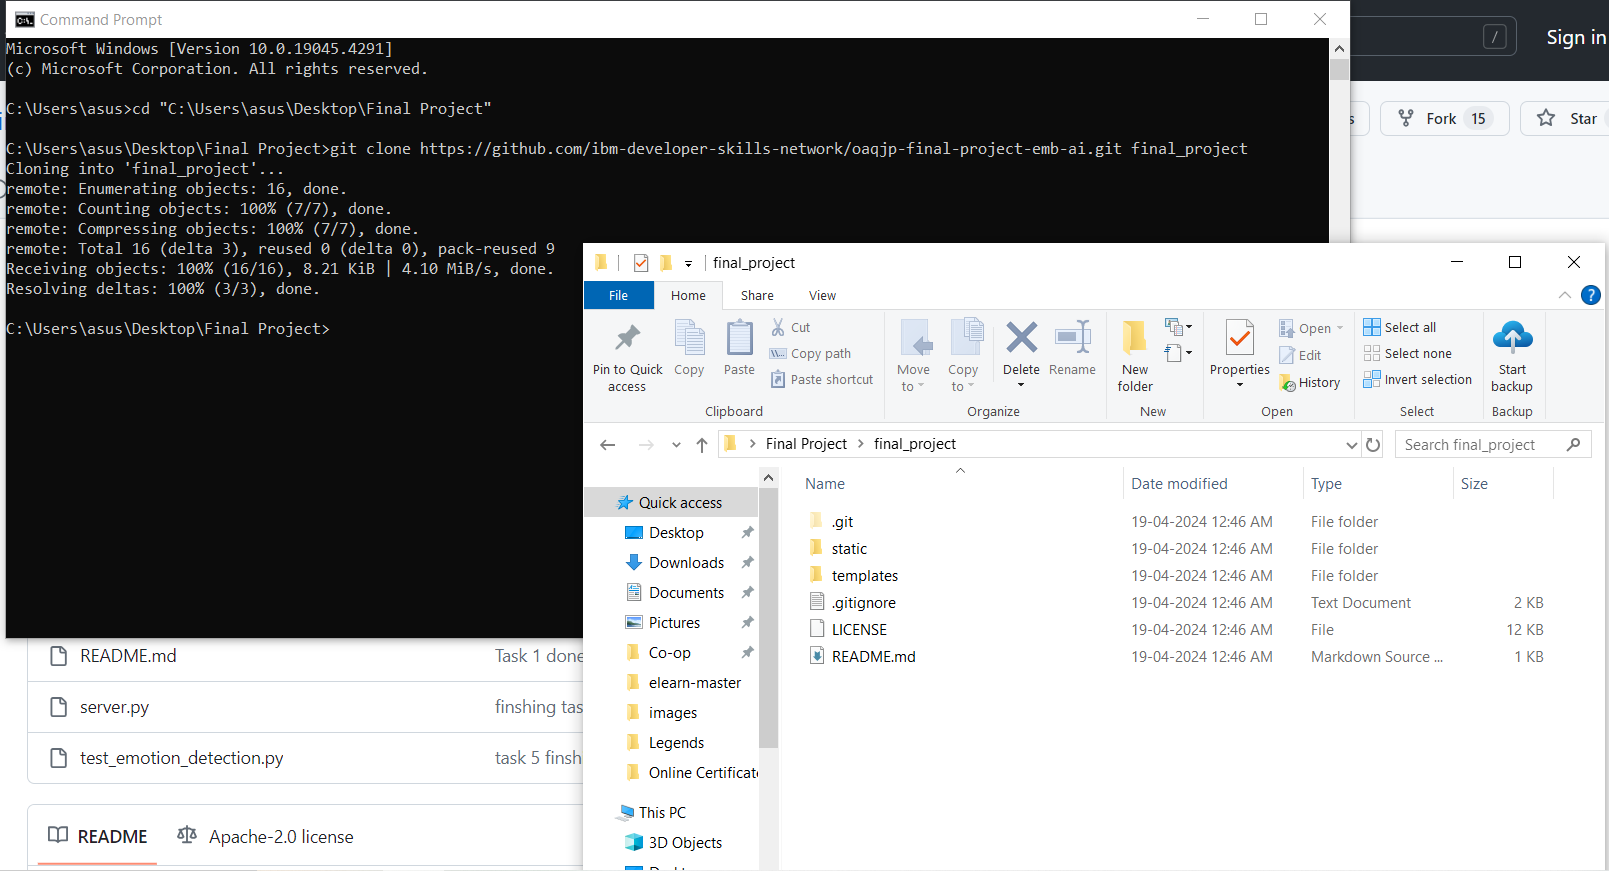 Command Prompt
Microsoft Windows [Version 10.0.19045.4291]
(c) Microsoft Corporation. All rights reserved.
C:\Users\asus>cd "C:\Users\asus\Desktop\Final Project"
C:\Users\asus\Desktop\Final Project>git clone https://github.com/ibm-developer-skills-network/oaqjp-final-project-emb-ai.git final_project
Cloning into 'final_project'...
remote: Enumerating objects: 16, done.
remote: Counting objects: 100% (7/7), done.
remote: Compressing objects: 100% (7/7), done.
remote: Total 16 (delta 3), reused 0 (delta 0), pack-reused 9
Receiving objects: 100% (16/16), 8.21 KiB | 4.10 MiB/s, done.
Resolving deltas: 100% (3/3), done.
C:\Users\asus\Desktop\Final Project>
/
Sign in
s
Fork 15
Star
final_project
File Home Share View
Pin to Quick access
Copy
Paste
Cut
Copy path
Paste shortcut
Clipboard
Move to
Copy to
Delete
Rename
Organize
New folder
New
Properties
Open
Edit
History
Open
Select all
Select none
Invert selection
Select
Start backup
Backup
Final Project > final_project
Search final_project
Quick access
Desktop
Downloads
Documents
Pictures
Co-op
elearn-master
images
Legends
Online Certificate
This PC
3D Objects
Name Date modified Type Size
.git 19-04-2024 12:46 AM File folder
static 19-04-2024 12:46 AM File folder
templates 19-04-2024 12:46 AM File folder
.gitignore 19-04-2024 12:46 AM Text Document 2 KB
LICENSE 19-04-2024 12:46 AM File 12 KB
README.md 19-04-2024 12:46 AM Markdown Source ... 1 KB
README.md Task 1 done
server.py finshing tas
test_emotion_detection.py task 5 finsh
README Apache-2.0 license